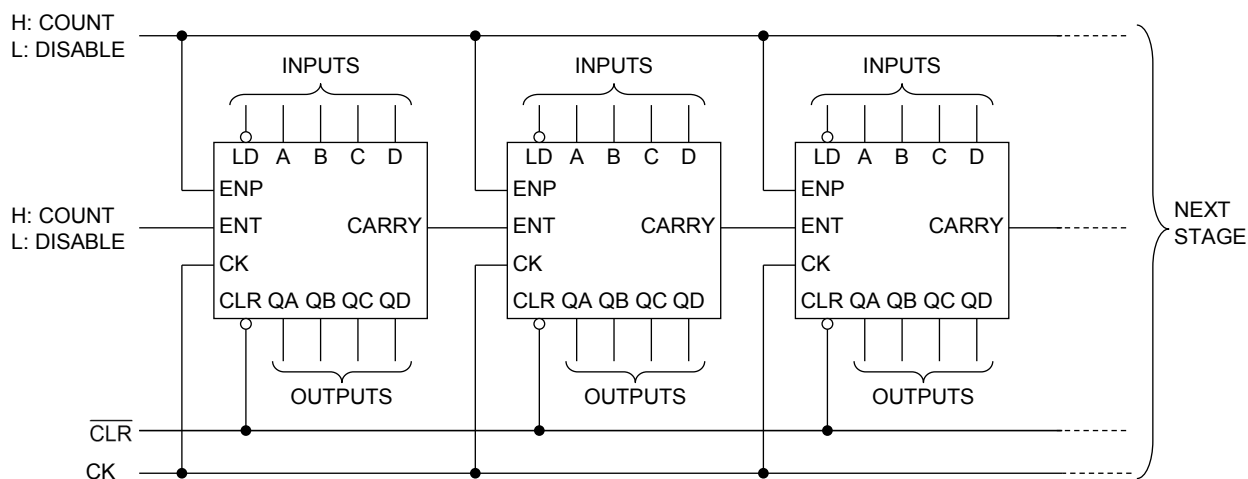 H: COUNT
L: DISABLE
INPUTS
INPUTS
INPUTS
LD A B C D
LD A B C D
LD A B C D
ENP
ENP
ENP
H: COUNT
L: DISABLE
ENT CARRY
ENT CARRY
ENT CARRY
NEXT
STAGE
CK
CK
CK
CLR QA QB QC QD
CLR QA QB QC QD
CLR QA QB QC QD
OUTPUTS
OUTPUTS
OUTPUTS
CLR
CK